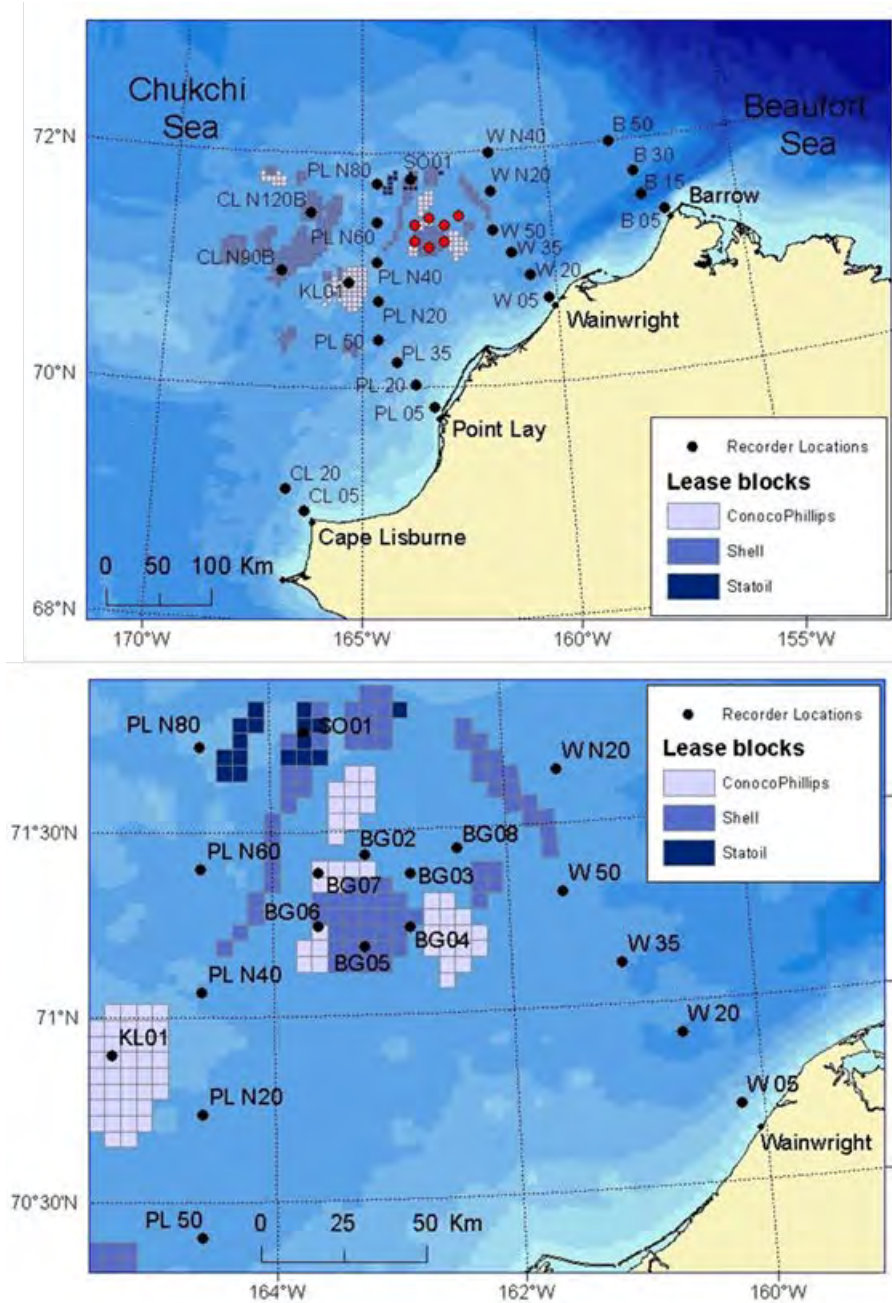 Chukchi
Sea
Beaufort
Sea
72°N
70°N
68°N
B 50
W N40
B 30
PL N80
SO01
W N20
B 15
Barrow
CL N120B
B 05
W 50
PL N60
W 35
CL N90B
PL N40
W 20
KL01
W 05
PL N20
Wainwright
PL 50
PL 35
PL 20
PL 05
Point Lay
CL 20
CL 05
Cape Lisburne
0 50 100 Km
Recorder Locations
Lease blocks
ConocoPhillips
Shell
Statoil
170°W 165°W 160°W 155°W
PL N80
SO01
W N20
Recorder Locations
Lease blocks
ConocoPhillips
Shell
Statoil
71°30'N
BG02
BG08
PL N60
BG07
BG03
W 50
BG06
BG04
BG05
W 35
PL N40
71°N
W 20
KL01
W 05
PL N20
Wainwright
70°30'N
PL 50
0 25 50 Km
164°W 162°W 160°W